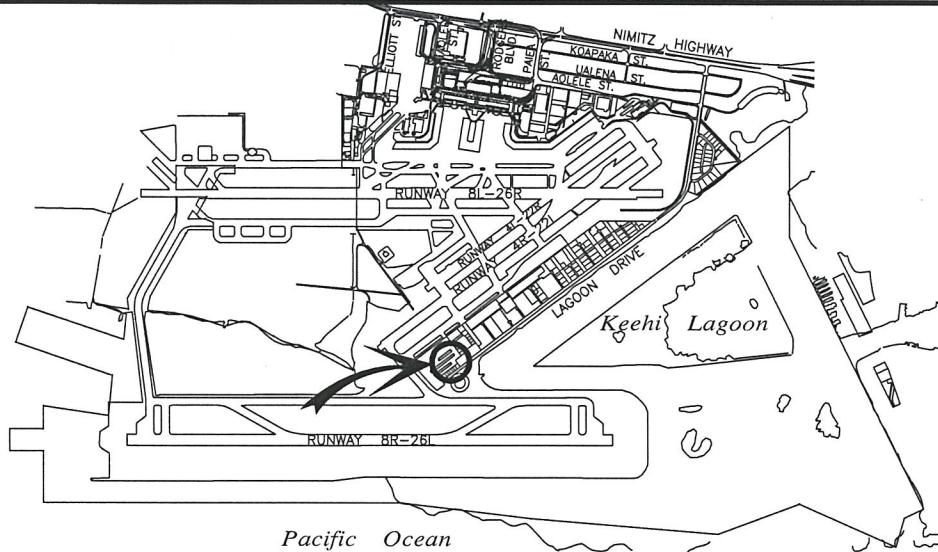 NIMITZ HIGHWAY
ELLIOTT ST.
RODGERS BLVD
PAIEA ST.
KOAPAKA ST.
UALENA ST.
AOLELE ST.
RUNWAY 8L-26R
RUNWAY 4L-22R
RUNWAY 4R-22L
LAGOON DRIVE
Keehi Lagoon
RUNWAY 8R-26L
Pacific Ocean